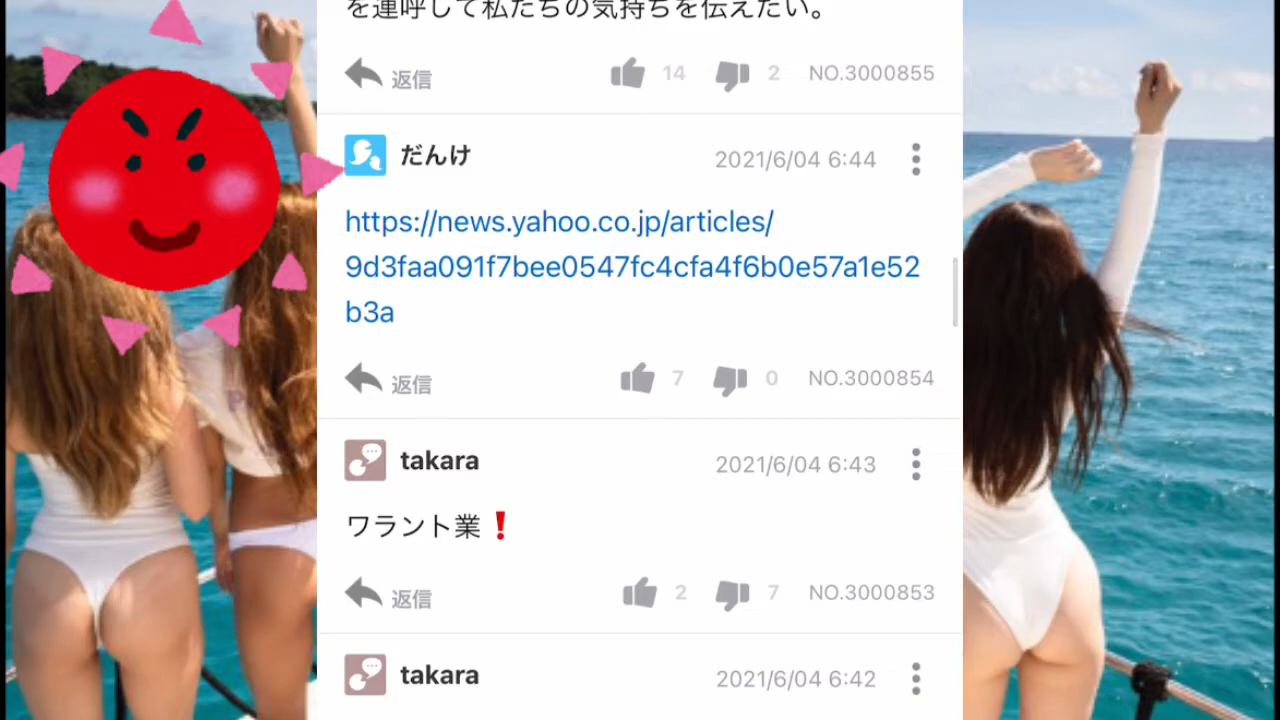 を連呼して私たちの気持ちを伝えたい。
返信 14 2 NO.3000855
だんけ 2021/6/04 6:44
https://news.yahoo.co.jp/articles/
9d3faa091f7bee0547fc4cfa4f6b0e57a1e52
b3a
返信 7 0 NO.3000854
takara 2021/6/04 6:43
ワラント業❗
返信 2 7 NO.3000853
takara 2021/6/04 6:42